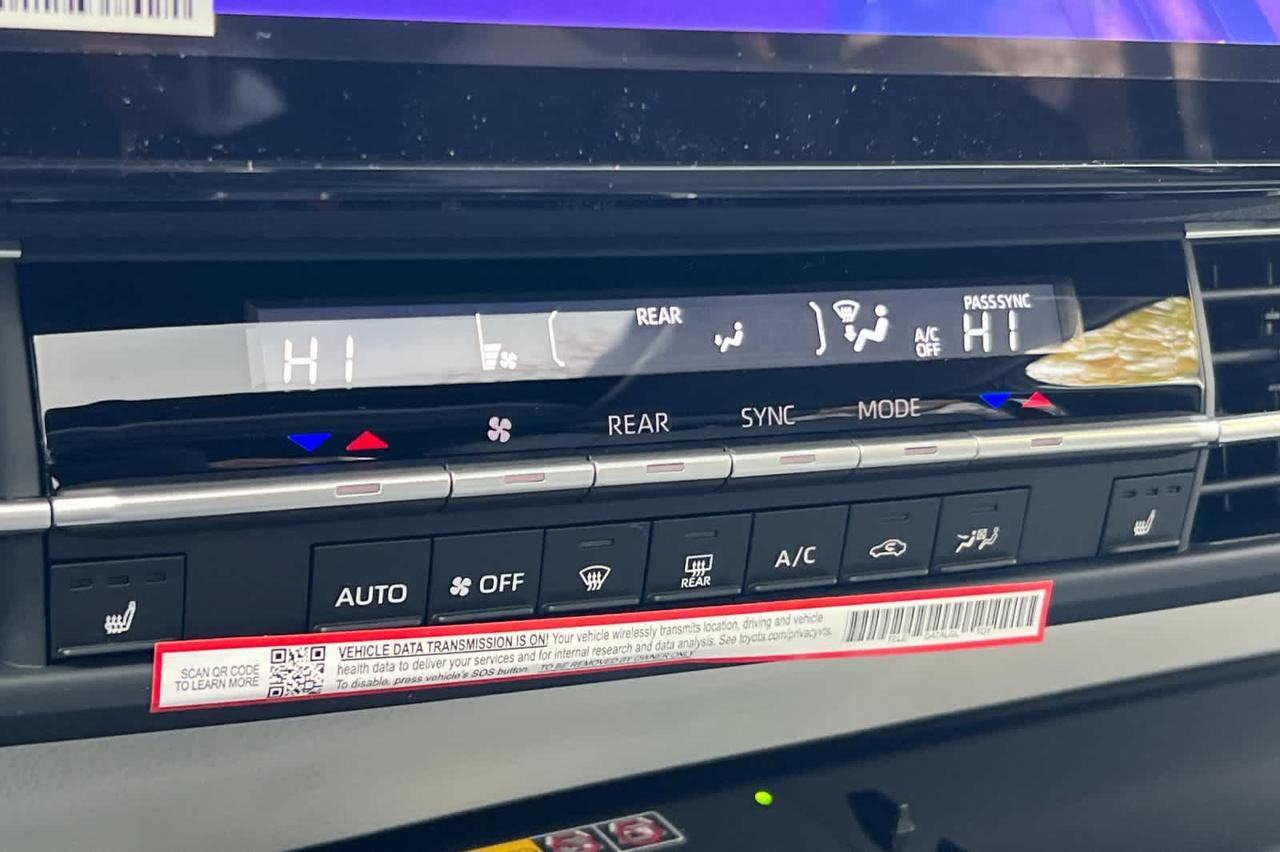 REAR
PASS SYNC
HI
A/C
OFF
HI
REAR
SYNC
MODE
AUTO
OFF
REAR
A/C
SCAN QR CODE
TO LEARN MORE
VEHICLE DATA TRANSMISSION IS ON! Your vehicle wirelessly transmits location, driving and vehicle
health data to deliver your services and for internal research and data analysis. See toyota.com/privacyvts.
To disable, press vehicle's SOS button. TO BE REMOVED BY OWNER ONLY